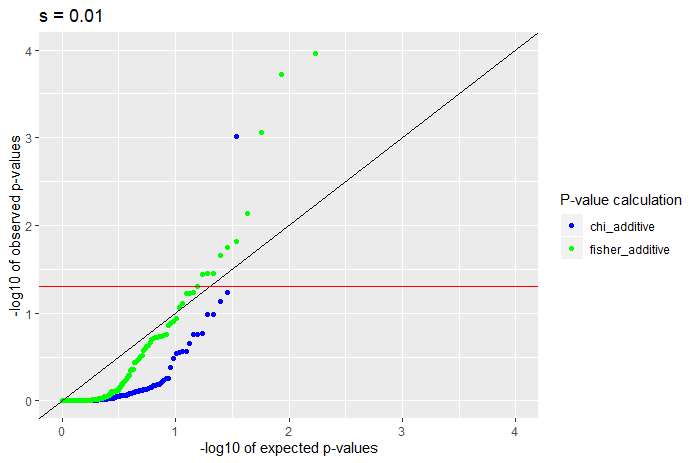 s = 0.01
-log10 of observed p-values
4
3
2
1
0
0 1 2 3 4
-log10 of expected p-values
P-value calculation
chi_additive
fisher_additive